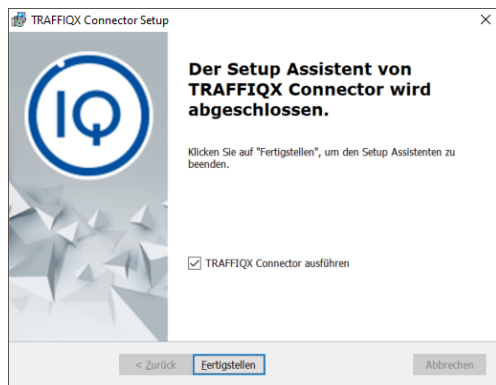 TRAFFIQX Connector Setup
IQ
Der Setup Assistent von
TRAFFIQX Connector wird
abgeschlossen.
Klicken Sie auf "Fertigstellen", um den Setup Assistenten zu
beenden.
TRAFFIQX Connector ausführen
< Zurück Fertigstellen Abbrechen